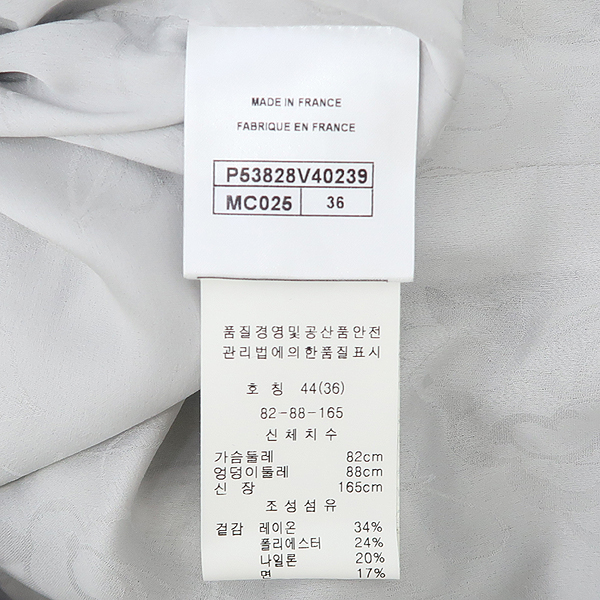 MADE IN FRANCE
FABRIQUE EN FRANCE
P53828V40239
MC025 36
품질경영및공산품안전
관리법에의한품질표시
호 칭 44(36)
82-88-165
신체치수
가슴둘레 82cm
엉덩이둘레 88cm
신 장 165cm
조성섬유
겉감 레이온 34%
폴리에스터 24%
나일론 20%
면 17%